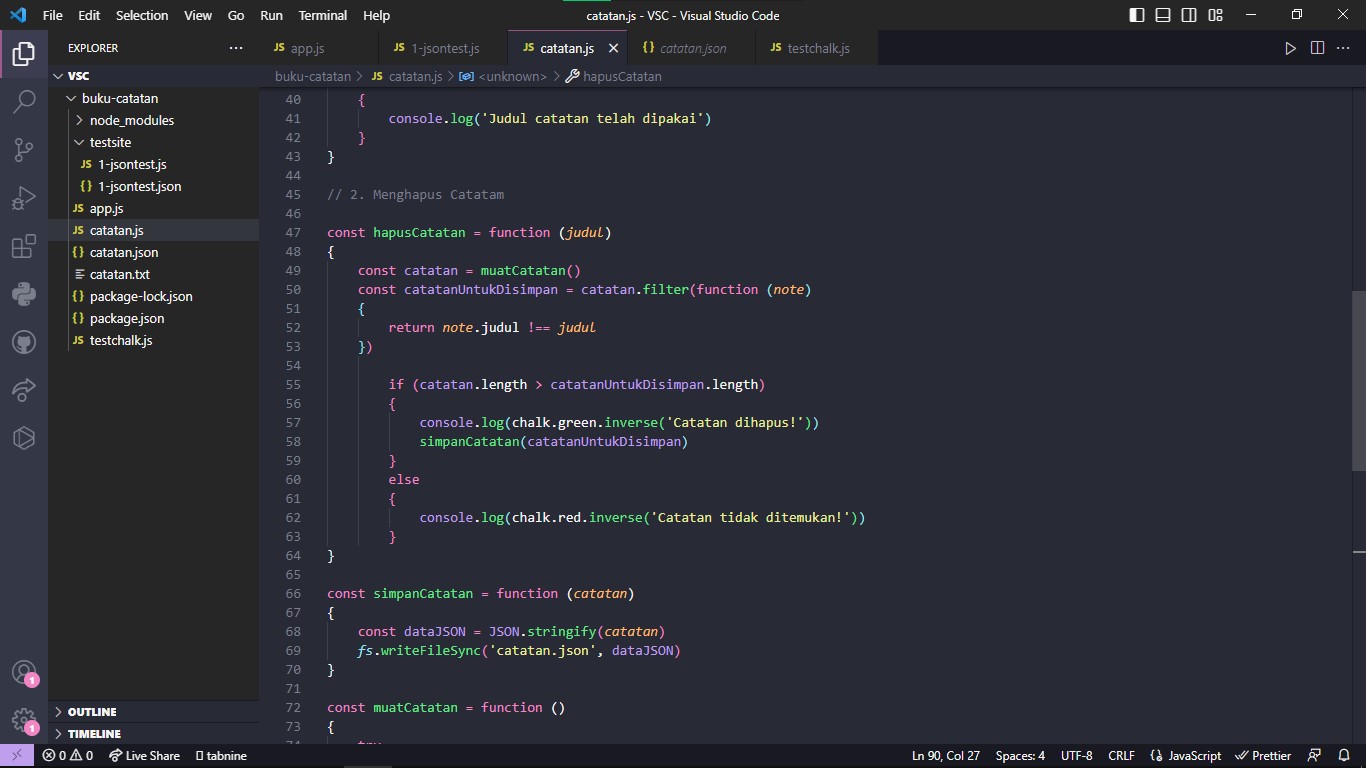 File Edit Selection View Go Run Terminal Help
catatan.js - VSC - Visual Studio Code
EXPLORER
VSC
buku-catatan
node_modules
testsite
JS 1-jsontest.js
{} 1-jsontest.json
JS app.js
JS catatan.js
{} catatan.json
catatan.txt
{} package-lock.json
{} package.json
JS testchalk.js
OUTLINE
TIMELINE
1
1
JS app.js JS 1-jsontest.js JS catatan.js {} catatan.json JS testchalk.js
buku-catatan > JS catatan.js > <unknown> > hapusCatatan
40 {
41 console.log('Judul catatan telah dipakai')
42 }
43 }
44
45 // 2. Menghapus Catatam
46
47 const hapusCatatan = function (judul)
48 {
49 const catatan = muatCatatan()
50 const catatanUntukDisimpan = catatan.filter(function (note)
51 {
52 return note.judul !== judul
53 })
54
55 if (catatan.length > catatanUntukDisimpan.length)
56 {
57 console.log(chalk.green.inverse('Catatan dihapus!'))
58 simpanCatatan(catatanUntukDisimpan)
59 }
60 else
61 {
62 console.log(chalk.red.inverse('Catatan tidak ditemukan!'))
63 }
64 }
65
66 const simpanCatatan = function (catatan)
67 {
68 const dataJSON = JSON.stringify(catatan)
69 fs.writeFileSync('catatan.json', dataJSON)
70 }
71
72 const muatCatatan = function ()
73 {
0 0 Live Share tabnine Ln 90, Col 27 Spaces: 4 UTF-8 CRLF {} JavaScript Prettier